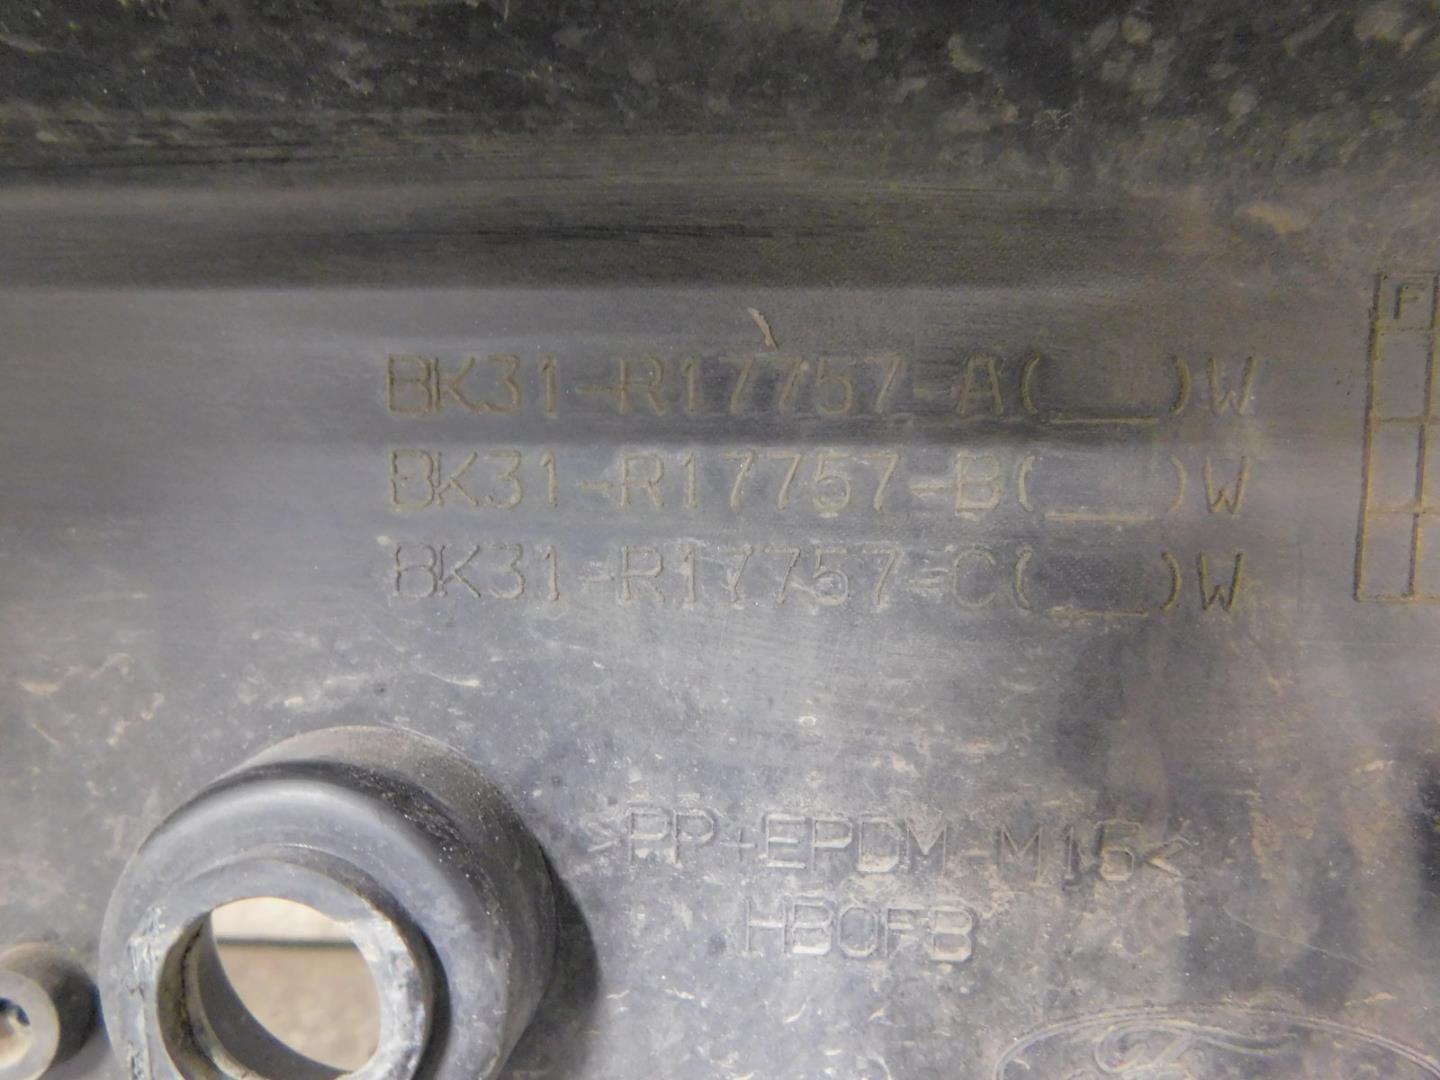 BK31-R17757-A(__)W
BK31-R17757-B(__)W
BK31-R17757-C(__)W
>PP+EPDM-M15<
HBOFB